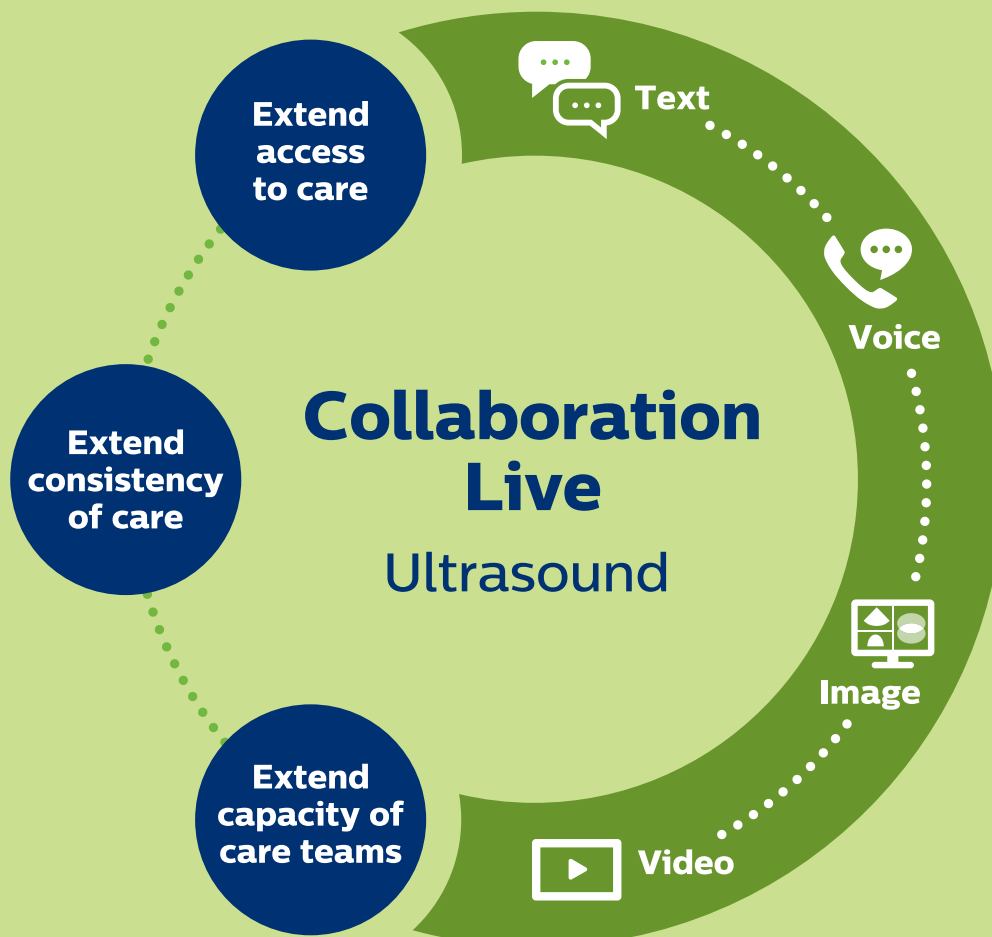 Extend
access
to care
Text
Voice
Collaboration
Live
Ultrasound
Extend
consistency
of care
Image
Extend
capacity of
care teams
Video